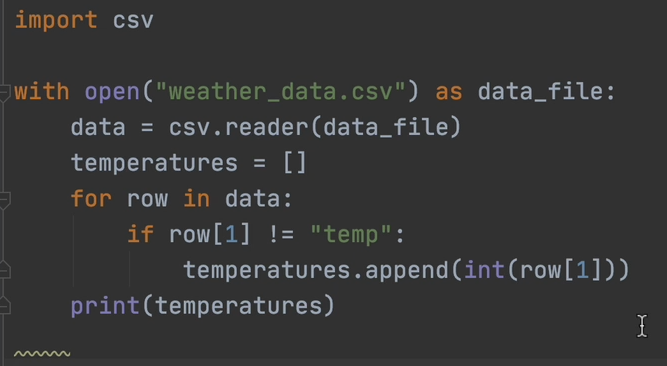 import csv
with open("weather_data.csv") as data_file:
    data = csv.reader(data_file)
    temperatures = []
    for row in data:
        if row[1] != "temp":
            temperatures.append(int(row[1]))
    print(temperatures)